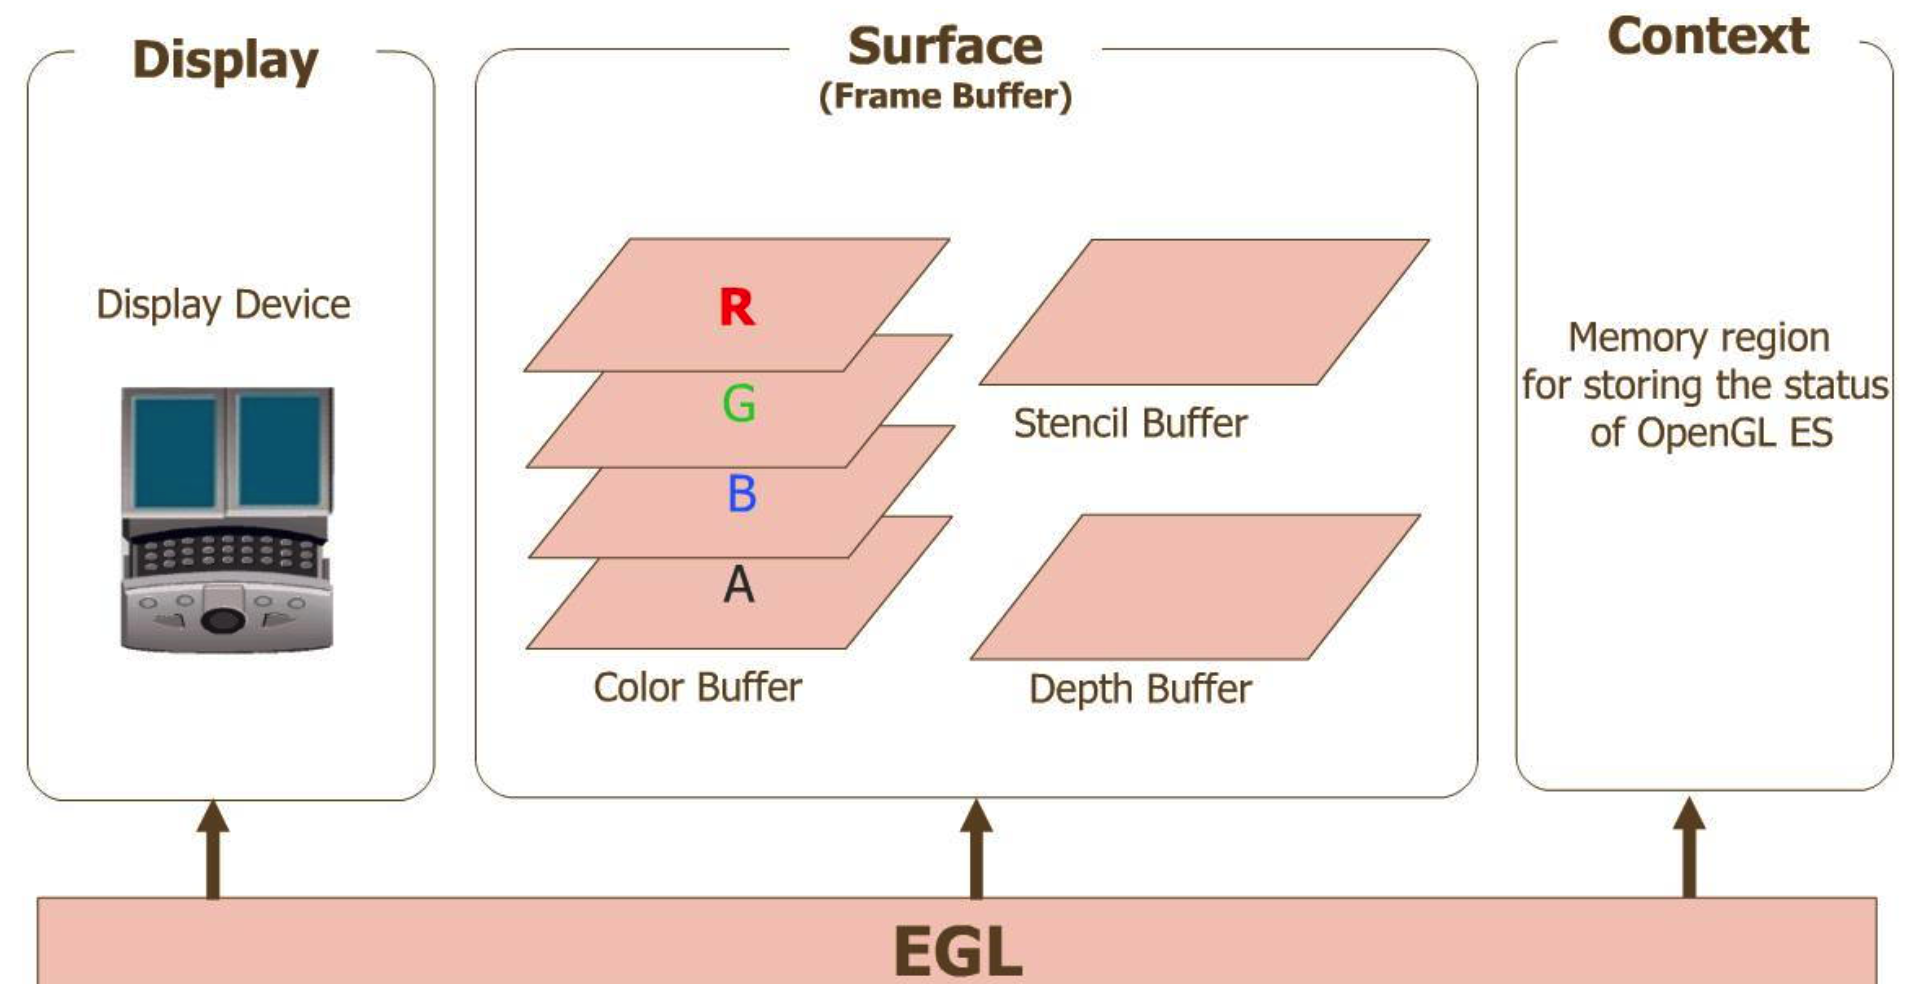 Display
Display Device
Surface
(Frame Buffer)
R
G
B
A
Color Buffer
Stencil Buffer
Depth Buffer
Context
Memory region
for storing the status
of OpenGL ES
EGL